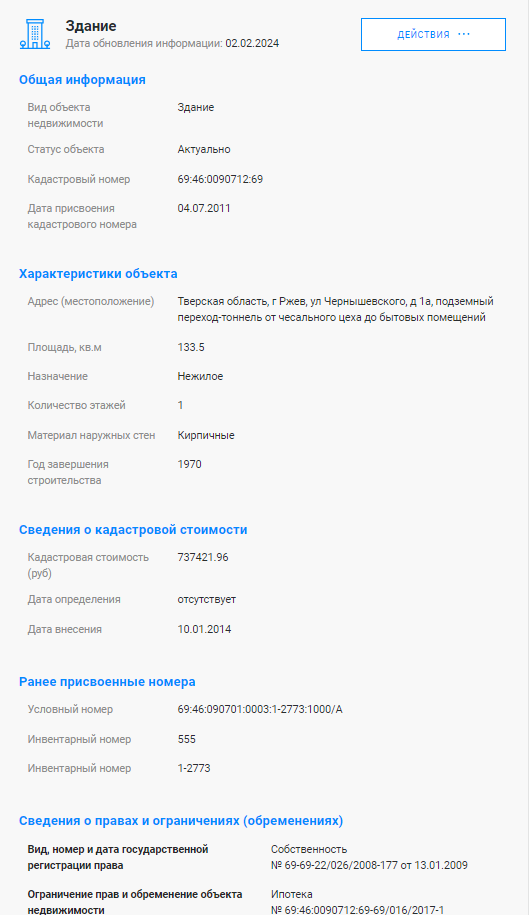 Здание
Дата обновления информации: 02.02.2024
ДЕЙСТВИЯ ···
Общая информация
Вид объекта недвижимости
Здание
Статус объекта
Актуально
Кадастровый номер
69:46:0090712:69
Дата присвоения кадастрового номера
04.07.2011
Характеристики объекта
Адрес (местоположение)
Тверская область, г Ржев, ул Чернышевского, д 1а, подземный
переход-тоннель от чесального цеха до бытовых помещений
Площадь, кв.м
133.5
Назначение
Нежилое
Количество этажей
1
Материал наружных стен
Кирпичные
Год завершения строительства
1970
Сведения о кадастровой стоимости
Кадастровая стоимость (руб)
737421.96
Дата определения
отсутствует
Дата внесения
10.01.2014
Ранее присвоенные номера
Условный номер
69:46:090701:0003:1-2773:1000/А
Инвентарный номер
555
Инвентарный номер
1-2773
Сведения о правах и ограничениях (обременениях)
Вид, номер и дата государственной
регистрации права
Собственность
№ 69-69-22/026/2008-177 от 13.01.2009
Ограничение прав и обременение объекта
недвижимости
Ипотека
№ 69:46:0090712:69-69/016/2017-1